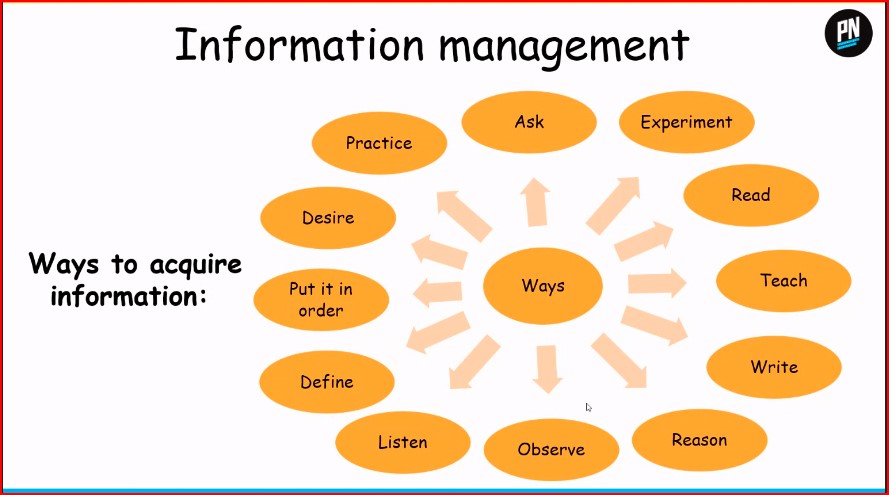 Information management
PN
Ways to acquire
information:
Ways
Ask
Experiment
Read
Teach
Write
Reason
Observe
Listen
Define
Put it in
order
Desire
Practice